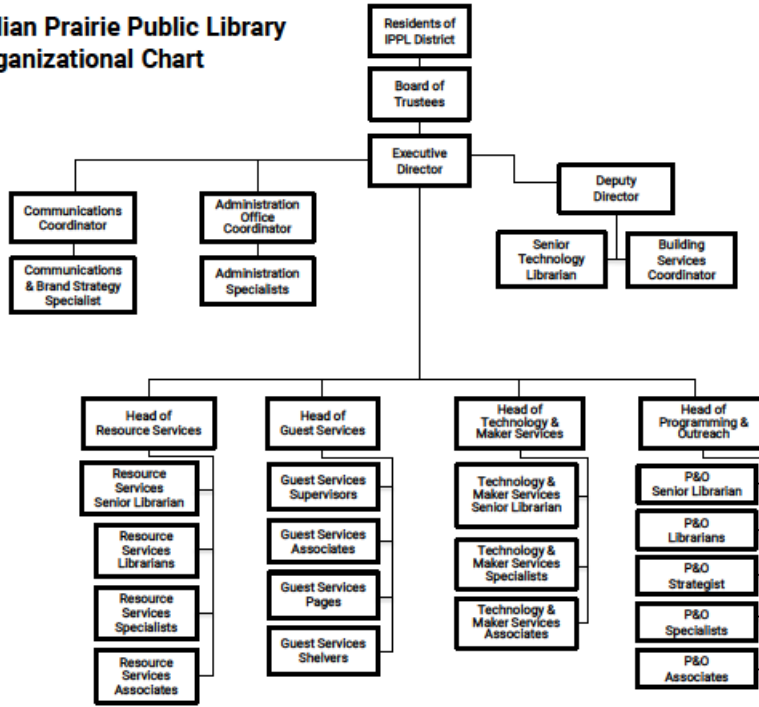 dian Prairie Public Library
ganizational Chart
Residents of
IPPL District
Board of
Trustees
Executive
Director
Deputy
Director
Communications
Coordinator
Administration
Office
Coordinator
Senior
Technology
Librarian
Building
Services
Coordinator
Communications
& Brand Strategy
Specialist
Administration
Specialists
Head of
Resource Services
Head of
Guest Services
Head of
Technology &
Maker Services
Head of
Programming &
Outreach
Resource
Services
Senior Librarian
Resource
Services
Librarians
Resource
Services
Specialists
Resource
Services
Associates
Guest Services
Supervisors
Guest Services
Associates
Guest Services
Pages
Guest Services
Shelvers
Technology &
Maker Services
Senior Librarian
Technology &
Maker Services
Specialists
Technology &
Maker Services
Associates
P&O
Senior Librarian
P&O
Librarians
P&O
Strategist
P&O
Specialists
P&O
Associates